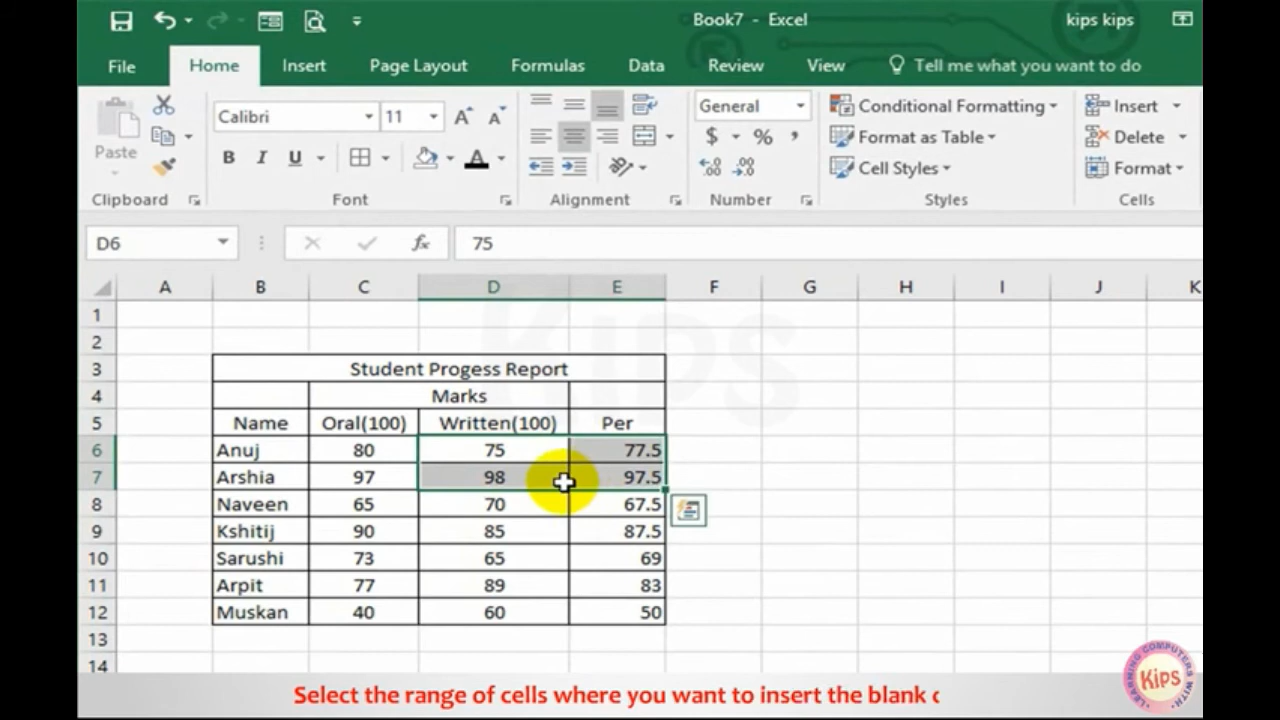 Book7 - Excel
kips kips
File Home Insert Page Layout Formulas Data Review View Tell me what you want to do
Paste
Calibri 11
B I U A
General
$ % ,
Conditional Formatting
Format as Table
Cell Styles
Insert
Delete
Format
Clipboard Font Alignment Number Styles Cells
D6 fx 75
A B C D E F G H I J K
1
2
3 Student Progess Report
4 Marks
5 Name Oral(100) Written(100) Per
6 Anuj 80 75 77.5
7 Arshia 97 98 97.5
8 Naveen 65 70 67.5
9 Kshitij 90 85 87.5
10 Sarushi 73 65 69
11 Arpit 77 89 83
12 Muskan 40 60 50
13
14
KIPS
LEARNING COMPUTERS WITH
Kips
Select the range of cells where you want to insert the blank c